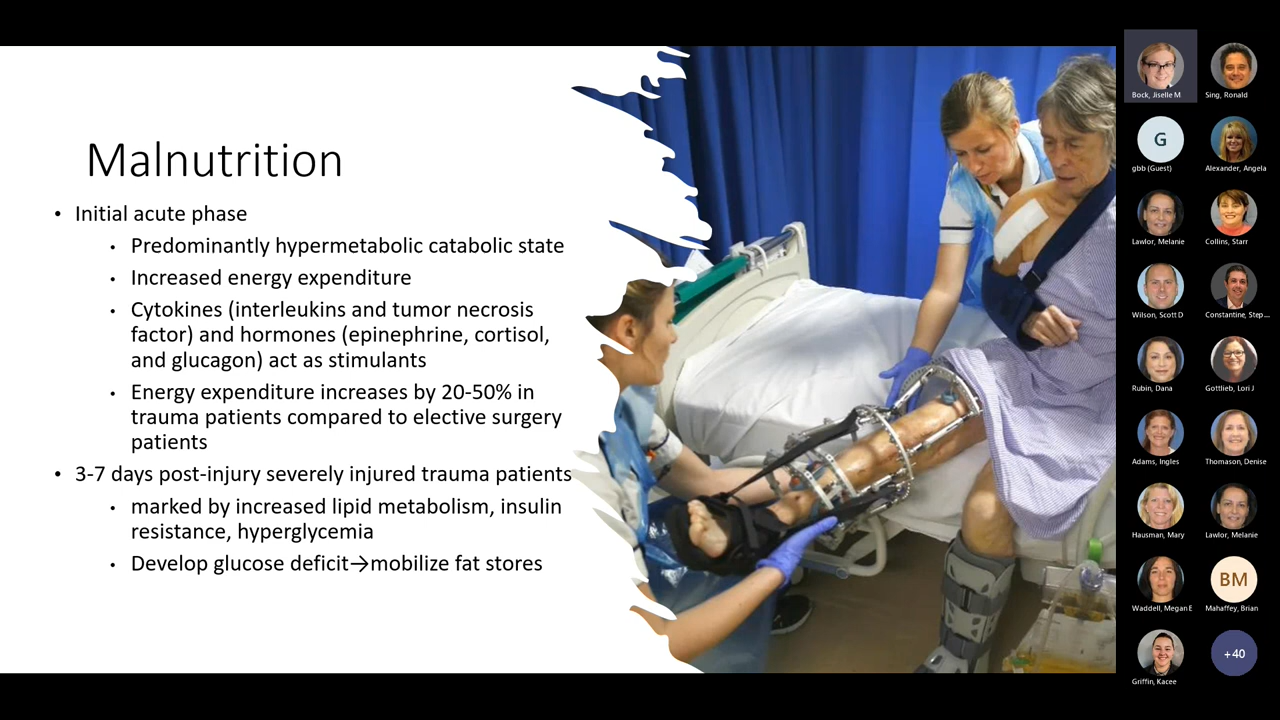 Malnutrition
• Initial acute phase
• Predominantly hypermetabolic catabolic state
• Increased energy expenditure
• Cytokines (interleukins and tumor necrosis
factor) and hormones (epinephrine, cortisol,
and glucagon) act as stimulants
• Energy expenditure increases by 20-50% in
trauma patients compared to elective surgery
patients
• 3-7 days post-injury severely injured trauma patients
• marked by increased lipid metabolism, insulin
resistance, hyperglycemia
• Develop glucose deficit→mobilize fat stores
Bock, Jiselle M
Sing, Ronald
G
gbb (Guest)
Alexander, Angela
Lawlor, Melanie
Collins, Starr
Wilson, Scott D
Constantine, Step...
Rubin, Dana
Gottlieb, Lori J
Adams, Ingles
Thomason, Denise
Hausman, Mary
Lawlor, Melanie
Waddell, Megan E
BM
Mahaffey, Brian
Griffin, Kacee
+40